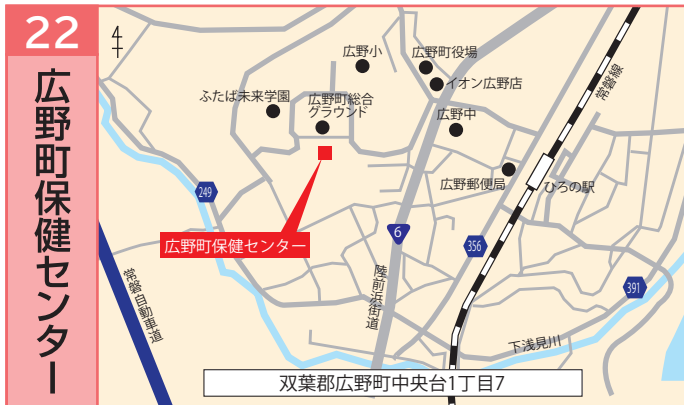 22
広野町保健センター
4
広野小
広野町役場
イオン広野店
ふたば未来学園
広野町総合
グラウンド
広野中
常磐線
広野郵便局
ひろの駅
249
広野町保健センター
6
356
391
常磐自動車道
陸前浜街道
下浅見川
双葉郡広野町中央台1丁目7